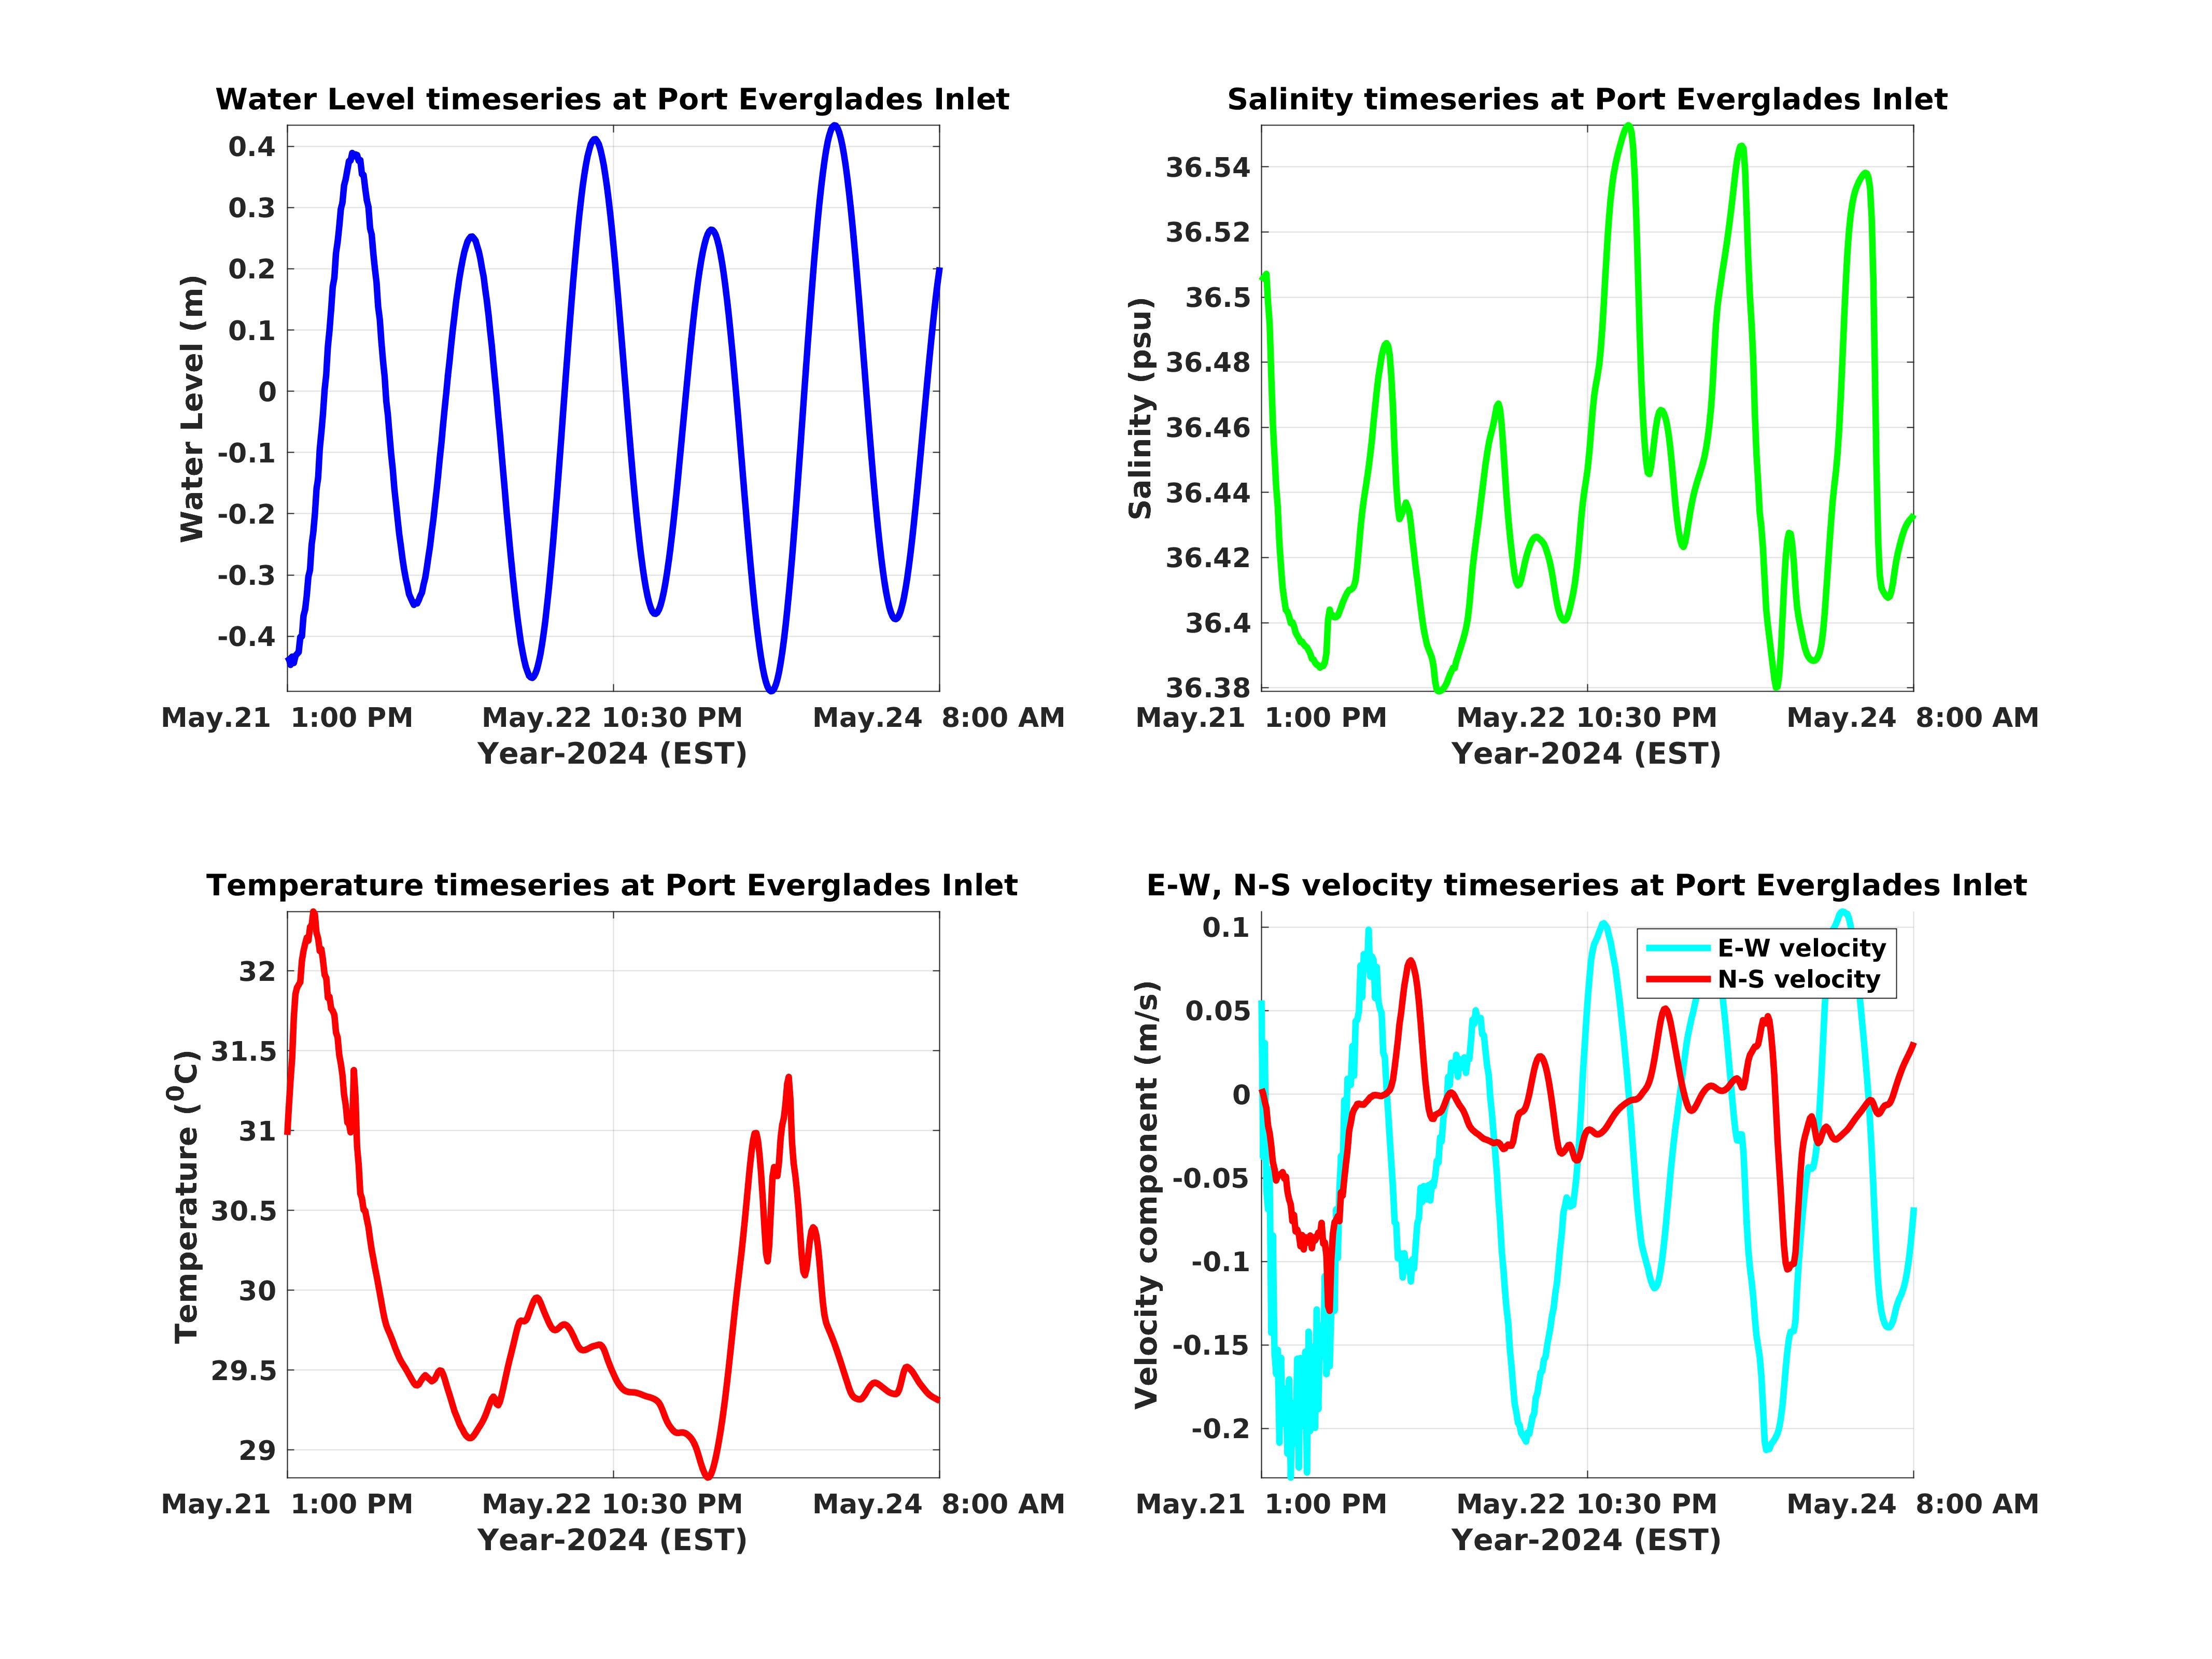 Water Level timeseries at Port Everglades Inlet
Water Level (m)
0.4
0.3
0.2
0.1
0
-0.1
-0.2
-0.3
-0.4
May.21  1:00 PM
May.22 10:30 PM
May.24  8:00 AM
Year-2024 (EST)
Salinity timeseries at Port Everglades Inlet
Salinity (psu)
36.54
36.52
36.5
36.48
36.46
36.44
36.42
36.4
36.38
May.21  1:00 PM
May.22 10:30 PM
May.24  8:00 AM
Year-2024 (EST)
Temperature timeseries at Port Everglades Inlet
Temperature (⁰C)
32
31.5
31
30.5
30
29.5
29
May.21  1:00 PM
May.22 10:30 PM
May.24  8:00 AM
Year-2024 (EST)
E-W, N-S velocity timeseries at Port Everglades Inlet
Velocity component (m/s)
0.1
0.05
0
-0.05
-0.1
-0.15
-0.2
E-W velocity
N-S velocity
May.21  1:00 PM
May.22 10:30 PM
May.24  8:00 AM
Year-2024 (EST)